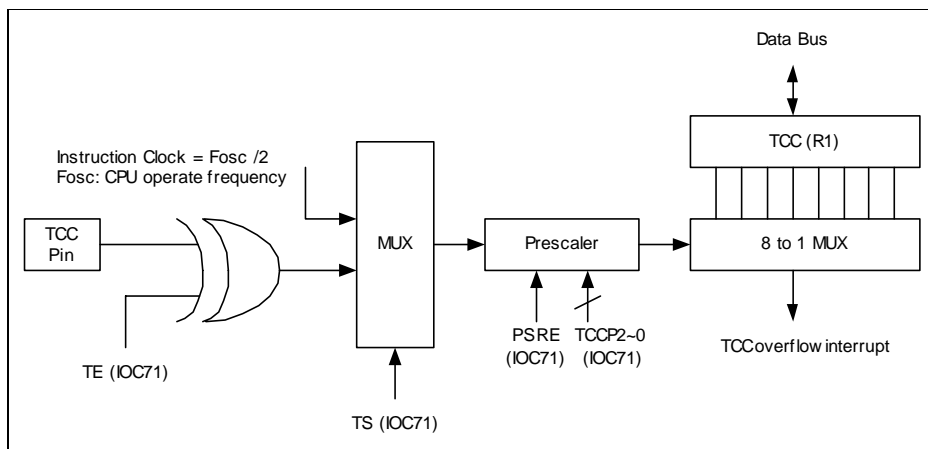 Data Bus
TCC (R1)
Instruction Clock = Fosc /2
Fosc: CPU operate frequency
TCC
Pin
MUX
Prescaler
8 to 1 MUX
PSRE
(IOC71)
TCCP2~0
(IOC71)
TCCoverflow interrupt
TE (IOC71)
TS (IOC71)